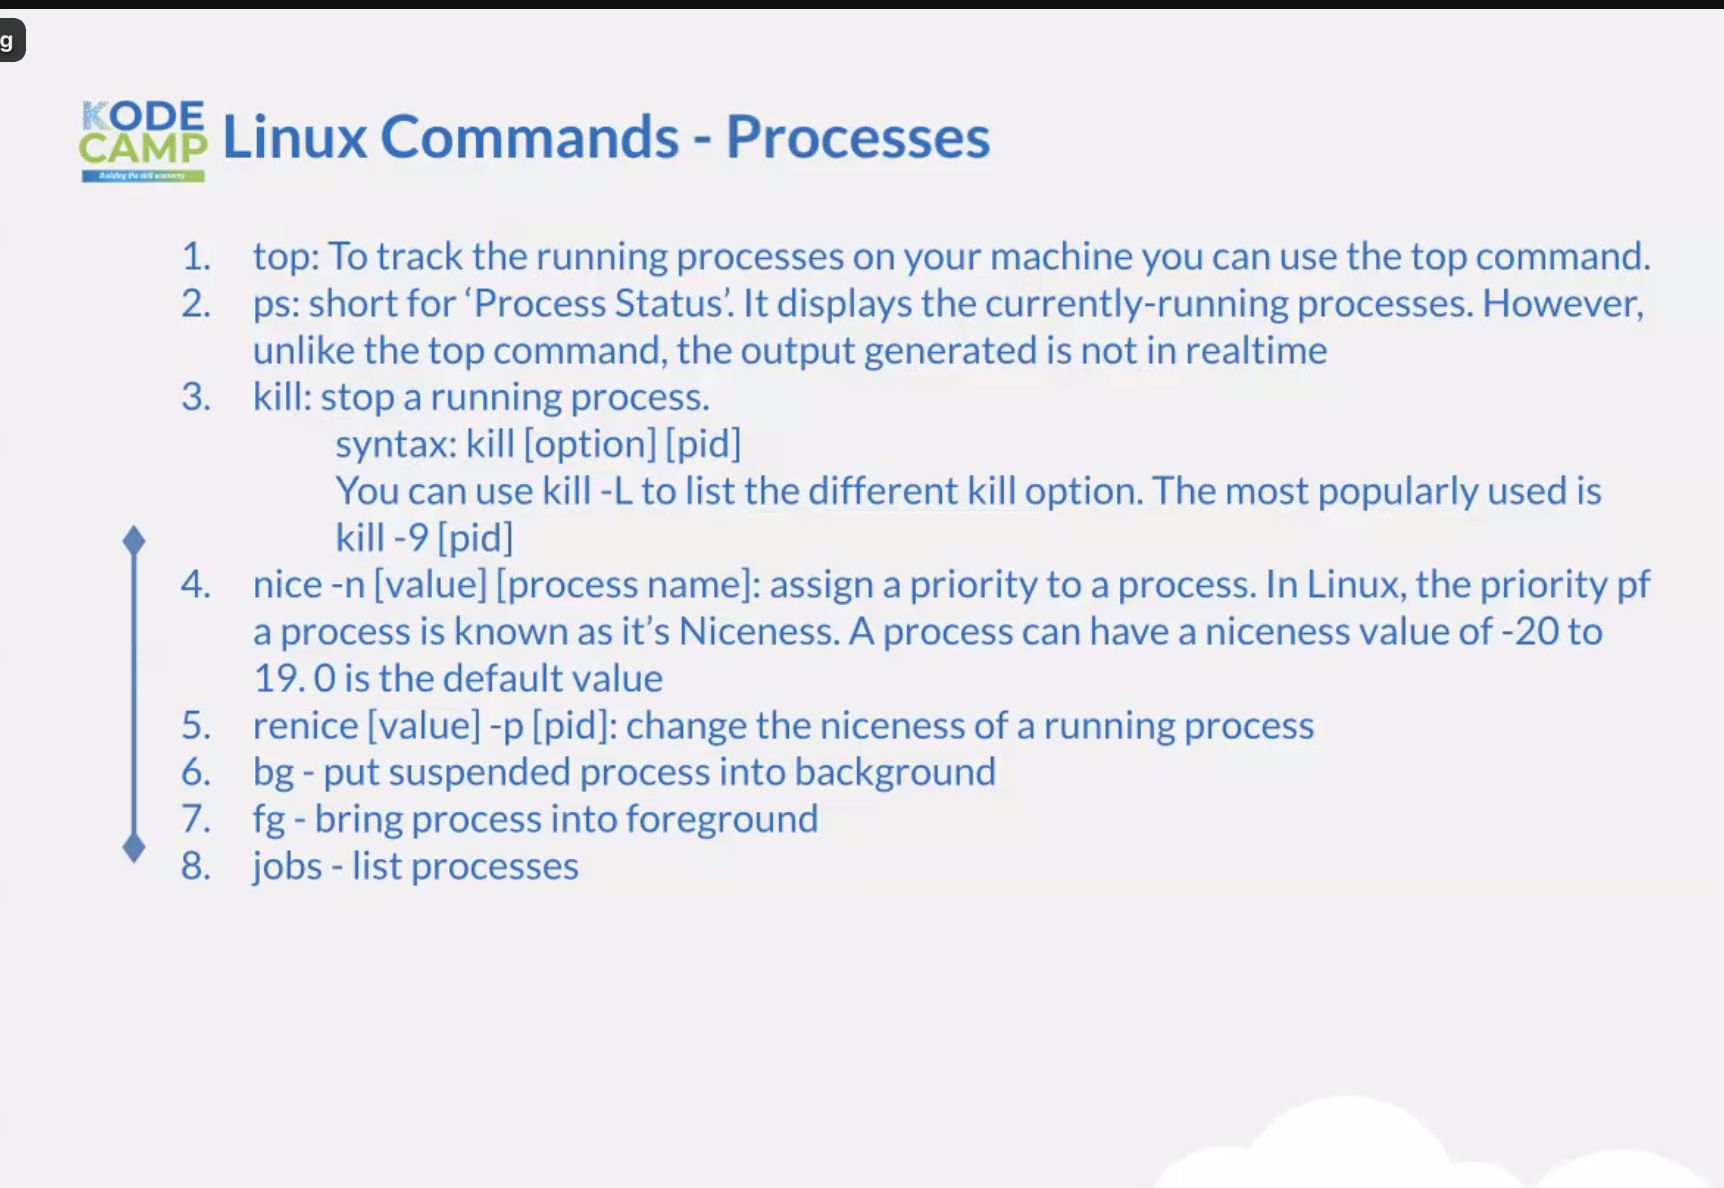 g
KODE
CAMP
Building the skill economy
Linux Commands - Processes
1. top: To track the running processes on your machine you can use the top command.
2. ps: short for ‘Process Status’. It displays the currently-running processes. However,
unlike the top command, the output generated is not in realtime
3. kill: stop a running process.
syntax: kill [option] [pid]
You can use kill -L to list the different kill option. The most popularly used is
kill -9 [pid]
4. nice -n [value] [process name]: assign a priority to a process. In Linux, the priority pf
a process is known as it’s Niceness. A process can have a niceness value of -20 to
19. 0 is the default value
5. renice [value] -p [pid]: change the niceness of a running process
6. bg - put suspended process into background
7. fg - bring process into foreground
8. jobs - list processes